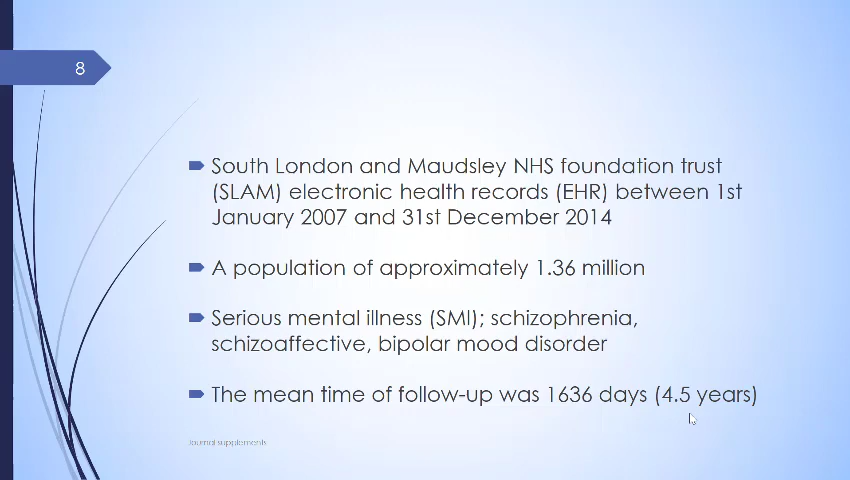 8
South London and Maudsley NHS foundation trust
(SLAM) electronic health records (EHR) between 1st
January 2007 and 31st December 2014
A population of approximately 1.36 million
Serious mental illness (SMI); schizophrenia,
schizoaffective, bipolar mood disorder
The mean time of follow-up was 1636 days (4.5 years)
Journal supplements